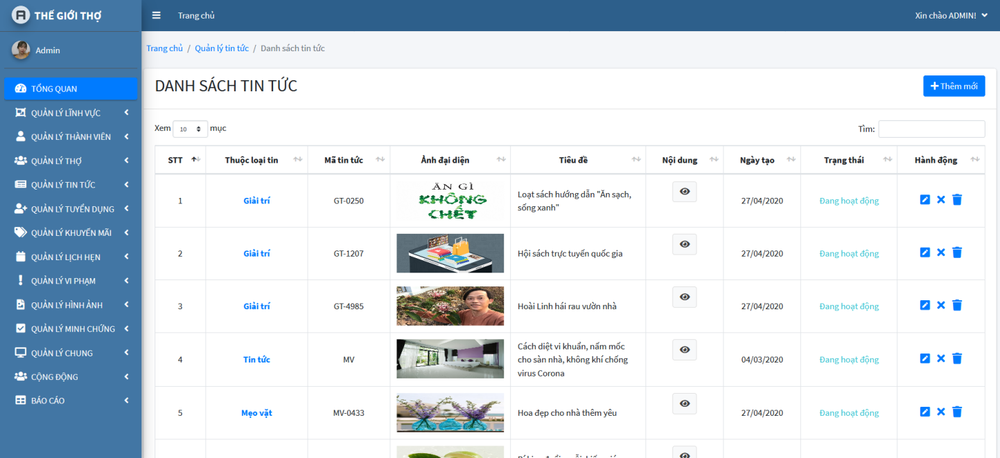 THẾ GIỚI THỢ
Trang chủ
Xin chào ADMIN!
Admin
Trang chủ / Quản lý tin tức / Danh sách tin tức
TỔNG QUAN
QUẢN LÝ LĨNH VỰC
QUẢN LÝ THÀNH VIÊN
QUẢN LÝ THỢ
QUẢN LÝ TIN TỨC
QUẢN LÝ TUYỂN DỤNG
QUẢN LÝ KHUYẾN MÃI
QUẢN LÝ LỊCH HẸN
QUẢN LÝ VI PHẠM
QUẢN LÝ HÌNH ẢNH
QUẢN LÝ MINH CHỨNG
QUẢN LÝ CHUNG
CỘNG ĐỘNG
BÁO CÁO
DANH SÁCH TIN TỨC
Thêm mới
Xem 10 mục
Tìm:
STT Thuộc loại tin Mã tin tức Ảnh đại diện Tiêu đề Nội dung Ngày tạo Trạng thái Hành động
1 Giải trí GT-0250
ĂN GÌ
KHÔNG
CHẾT
Loạt sách hướng dẫn "Ăn sạch,
sống xanh"
27/04/2020 Đang hoạt động
2 Giải trí GT-1207 Hội sách trực tuyến quốc gia 27/04/2020 Đang hoạt động
3 Giải trí GT-4985 Hoài Linh hái rau vườn nhà 27/04/2020 Đang hoạt động
4 Tin tức MV
Cách diệt vi khuẩn, nấm mốc
cho sàn nhà, không khí chống
virus Corona
04/03/2020 Đang hoạt động
5 Mẹo vặt MV-0433 Hoa đẹp cho nhà thêm yêu 27/04/2020 Đang hoạt động